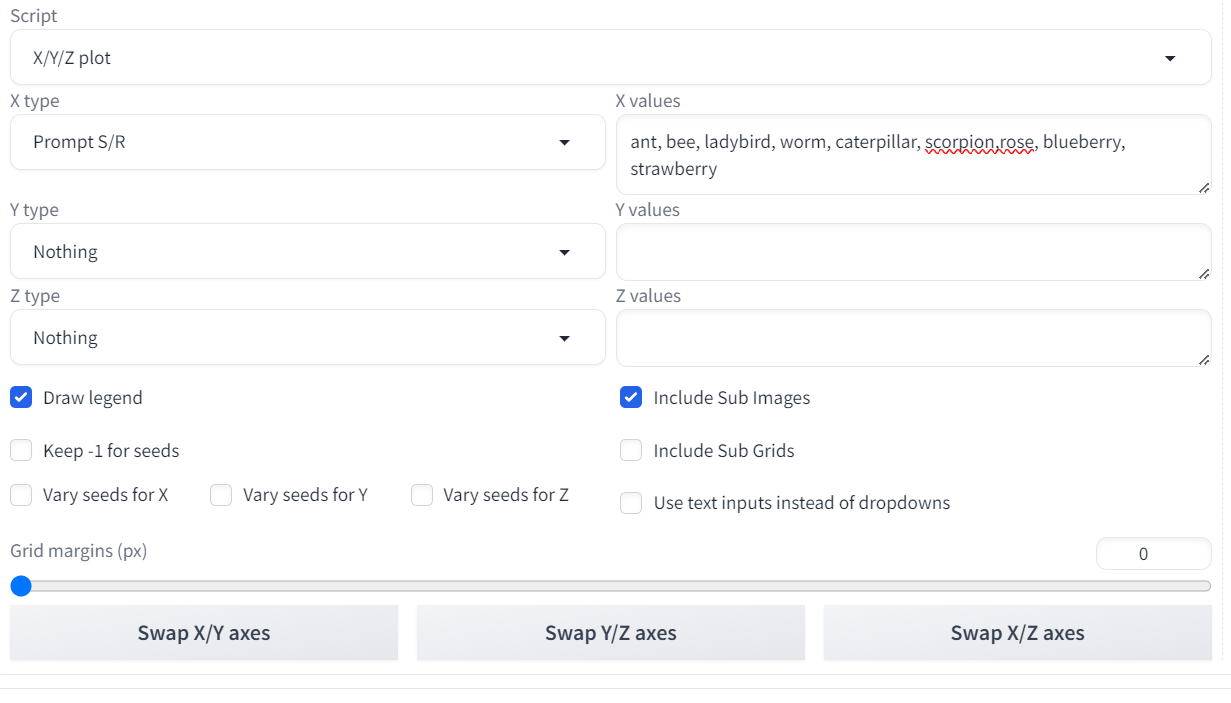 Script
X/Y/Z plot
X type
X values
Prompt S/R
ant, bee, ladybird, worm, caterpillar, scorpion,rose, blueberry,
strawberry
Y type
Y values
Nothing
Z type
Z values
Nothing
Draw legend
Include Sub Images
Keep -1 for seeds
Include Sub Grids
Vary seeds for X
Vary seeds for Y
Vary seeds for Z
Use text inputs instead of dropdowns
Grid margins (px)
0
Swap X/Y axes
Swap Y/Z axes
Swap X/Z axes